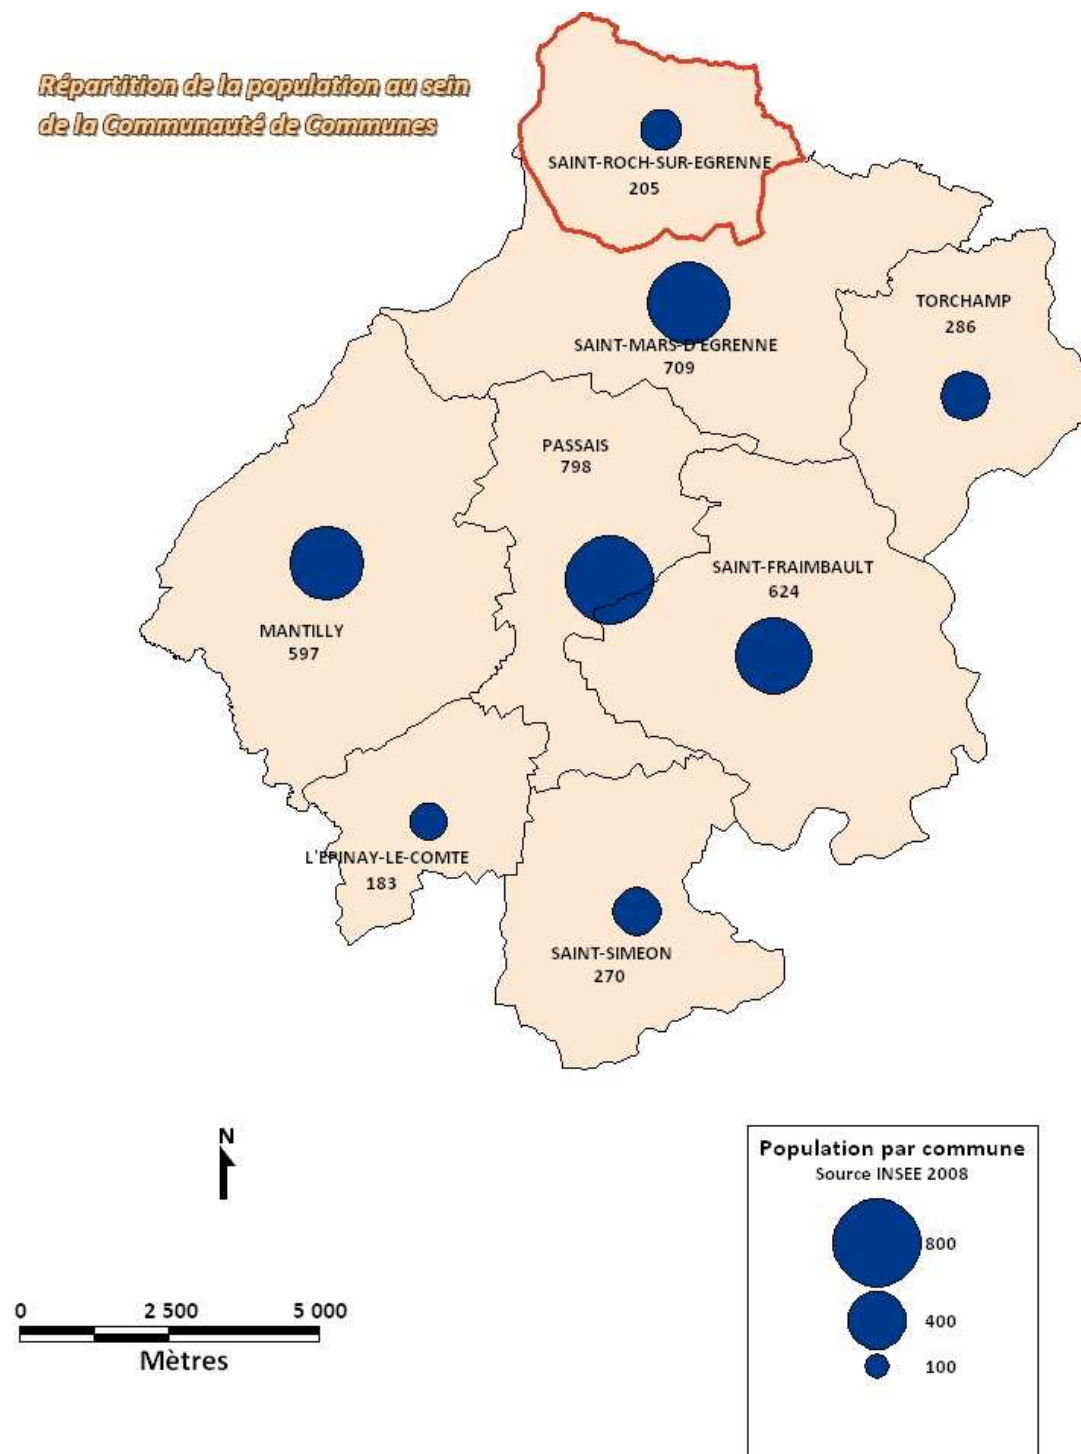 Répartition de la population au sein
de la Communauté de Communes
SAINT-ROCH-SUR-EGRENNE
205
TORCHAMP
286
SAINT-MARS-D'EGRENNE
709
PASSAIS
798
SAINT-FRAIMBAULT
624
MANTILLY
597
L'EPINAY-LE-COMTE
183
SAINT-SIMEON
270
N
0 2 500 5 000
Mètres
Population par commune
Source INSEE 2008
800
400
100